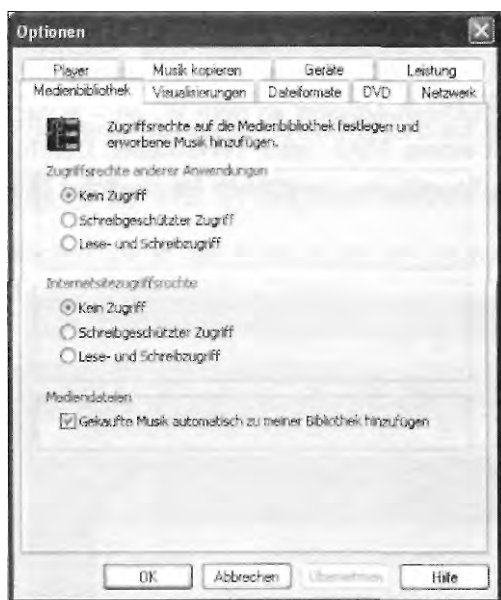 Optionen
Player Musik kopieren Geräte Leistung
Medienbibliothek Visualisierungen Dateiformate DVD Netzwerk
Zugriffsrechte auf die Medienbibliothek festlegen und
erworbene Musik hinzufügen.
Zugriffsrechte anderer Anwendungen
Kein Zugriff
Schreibgeschützter Zugriff
Lese- und Schreibzugriff
Internetsitezugriffsrechte
Kein Zugriff
Schreibgeschützter Zugriff
Lese- und Schreibzugriff
Mediendateien
Gekaufte Musik automatisch zu meiner Bibliothek hinzufügen
OK Abbrechen Übernehmen Hilfe